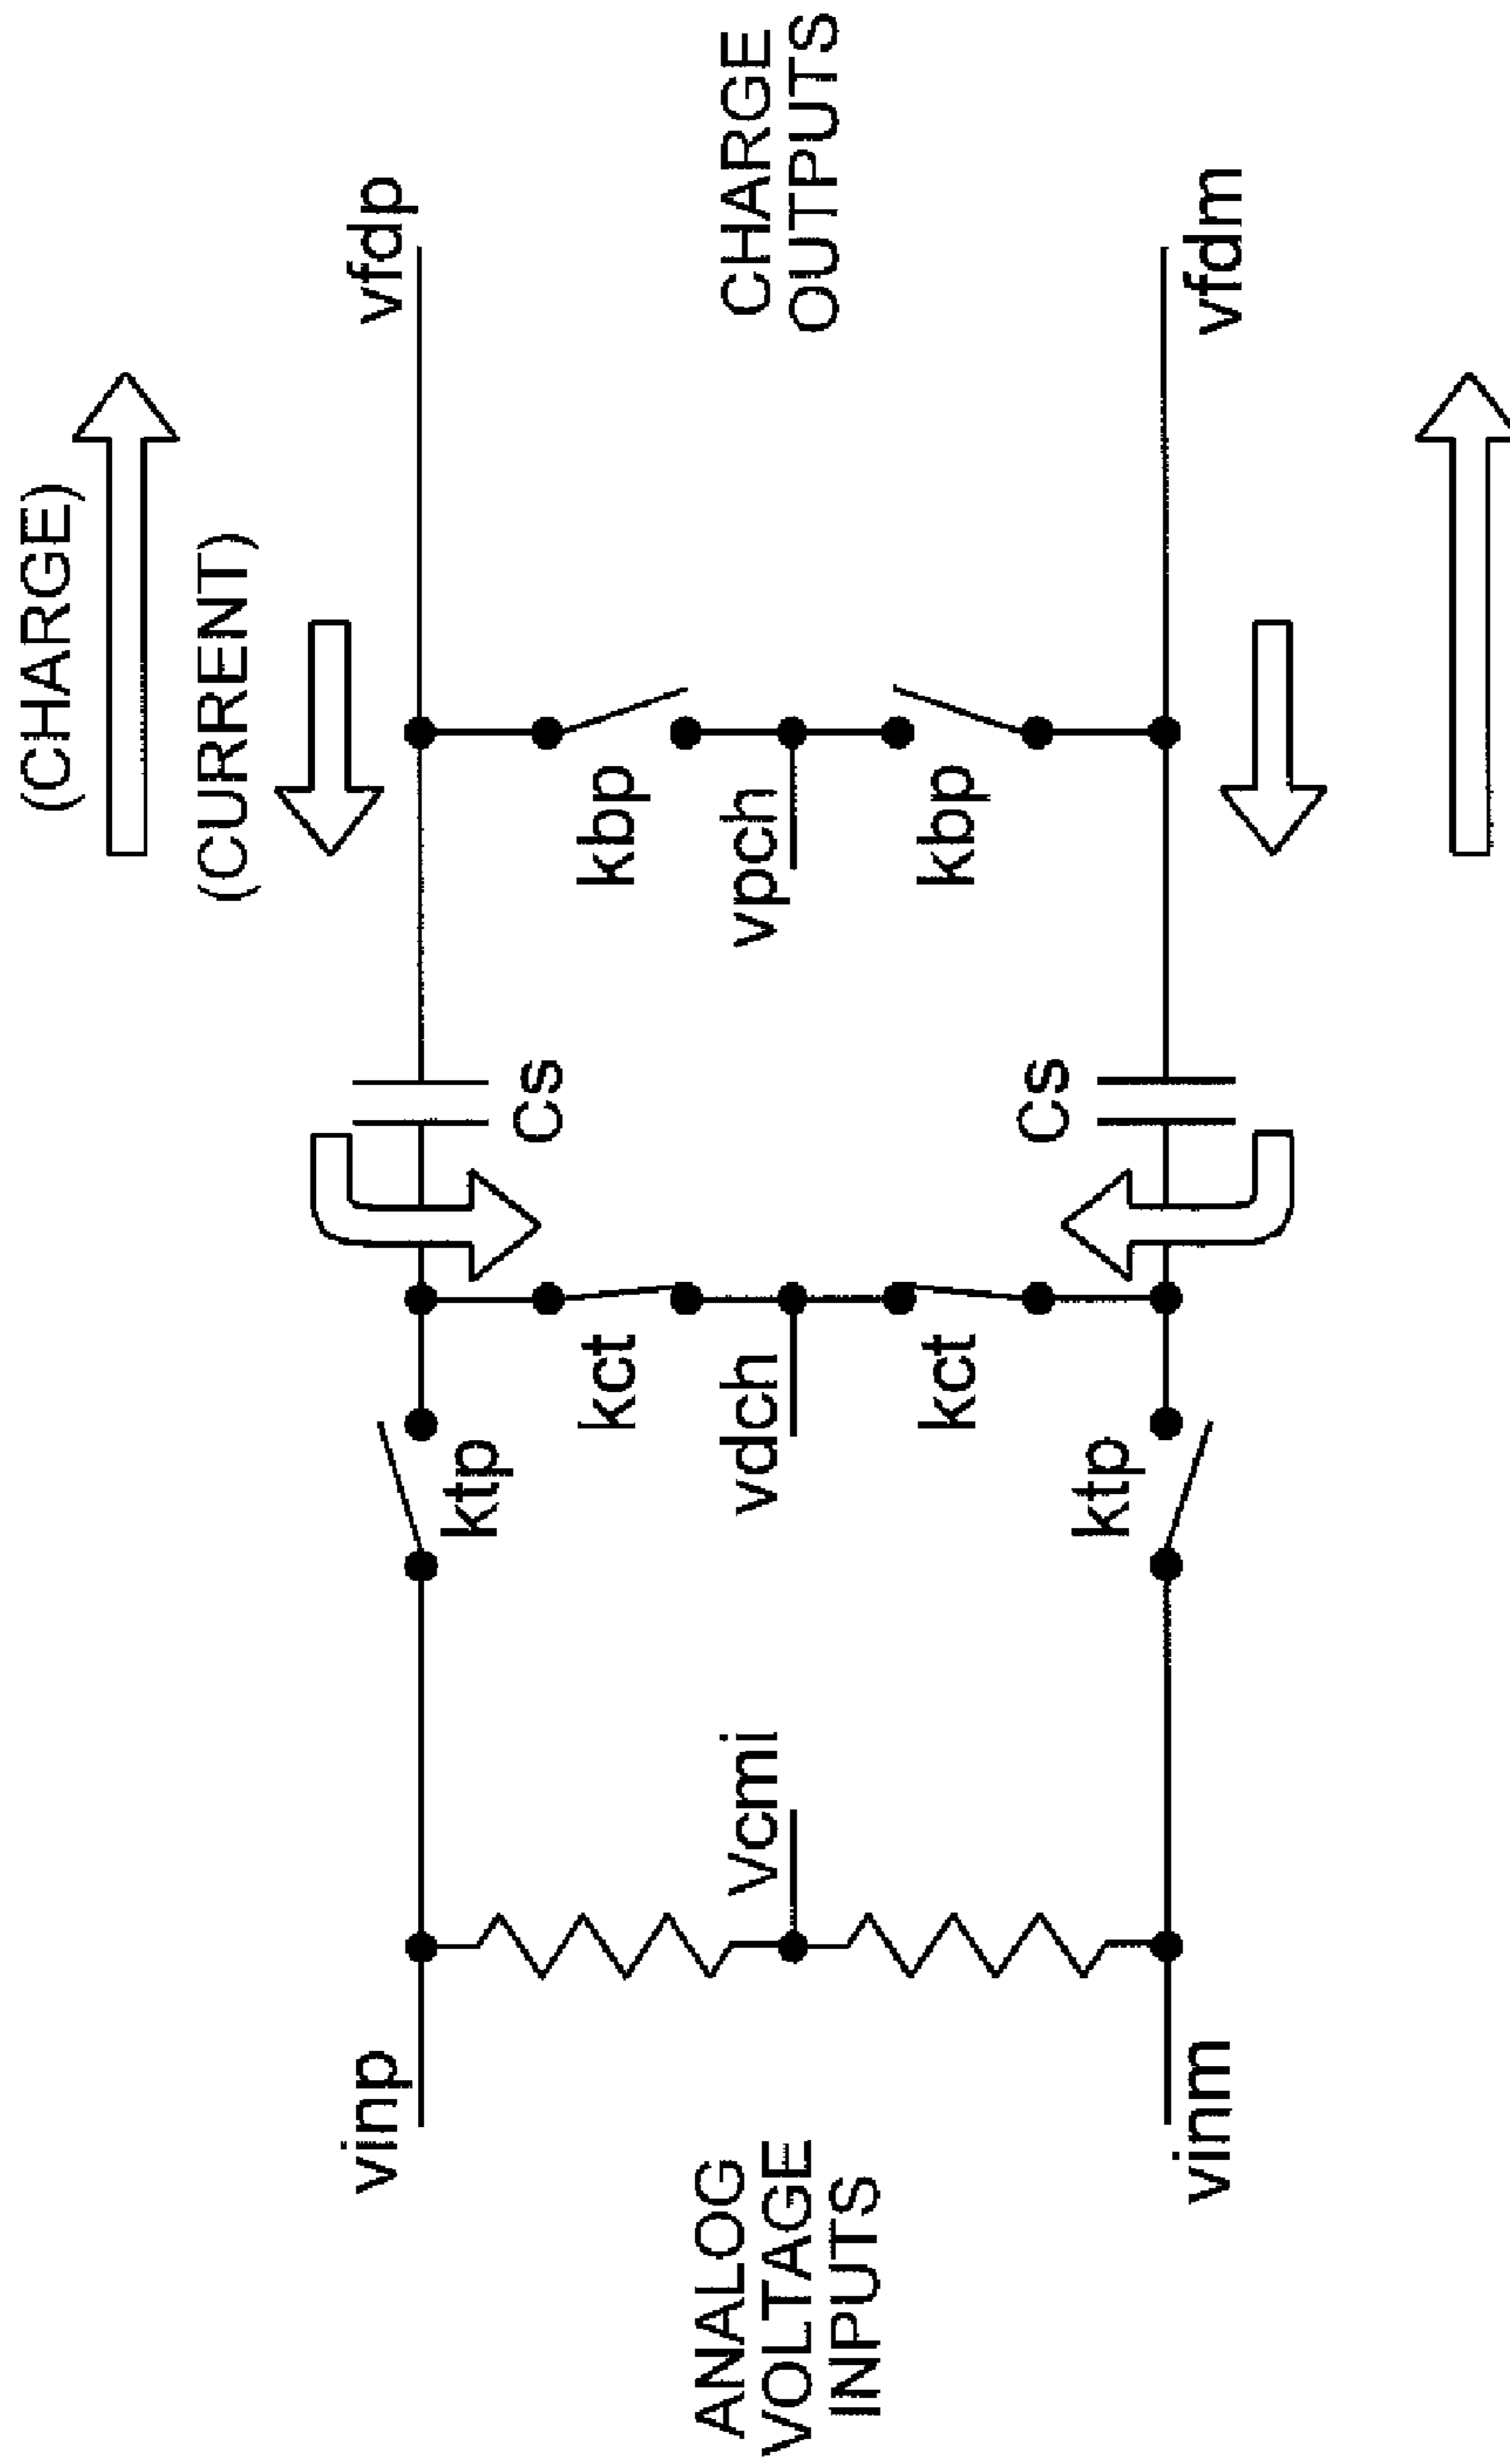 (CHARGE)
(CURRENT)
vinp
vfdp
ktp
Cs
kct
kbp
ANALOG
VOLTAGE
INPUTS
Vcmi
vdch
vpch
CHARGE
OUTPUTS
kct
kbp
Cs
ktp
vinm
vfdm